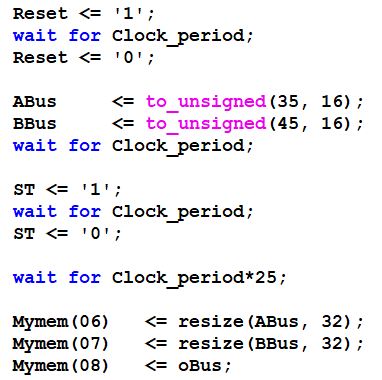 Reset <= '1';
wait for Clock_period;
Reset <= '0';

ABus     <= to_unsigned(35, 16);
BBus     <= to_unsigned(45, 16);
wait for Clock_period;

ST <= '1';
wait for Clock_period;
ST <= '0';

wait for Clock_period*25;

Mymem(06)   <= resize(ABus, 32);
Mymem(07)   <= resize(BBus, 32);
Mymem(08)   <= oBus;